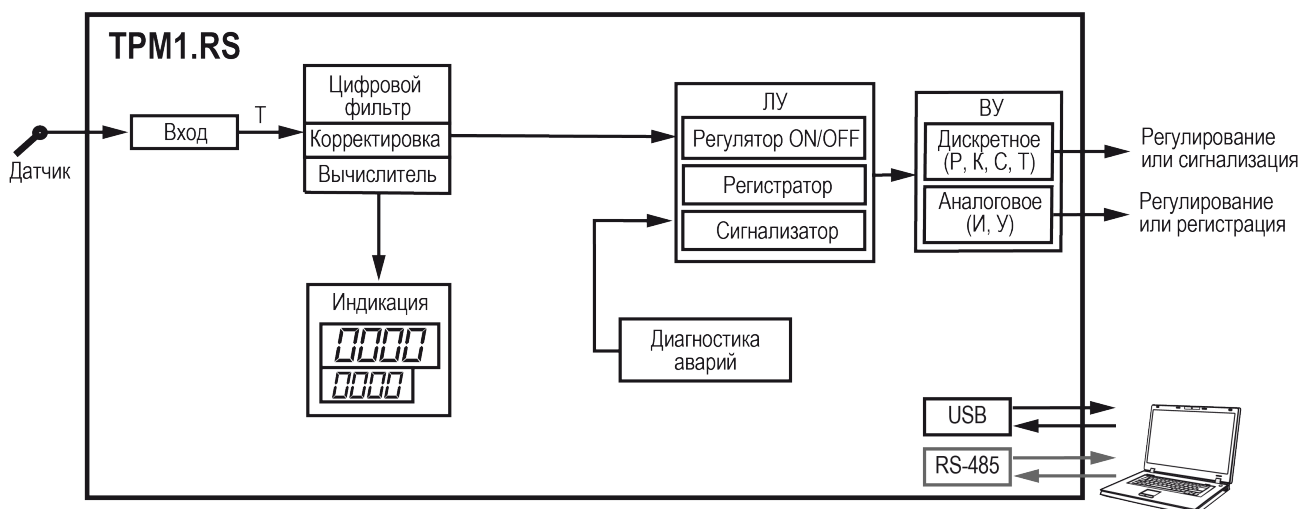 ТРМ1.RS
Датчик
Вход
Т
Цифровой
фильтр
Корректировка
Вычислитель
Индикация
0000
0000
ЛУ
Регулятор ON/OFF
Регистратор
Сигнализатор
Диагностика
аварий
ВУ
Дискретное
(Р, К, С, Т)
Аналоговое
(И, У)
Регулирование
или сигнализация
Регулирование
или регистрация
USB
RS-485